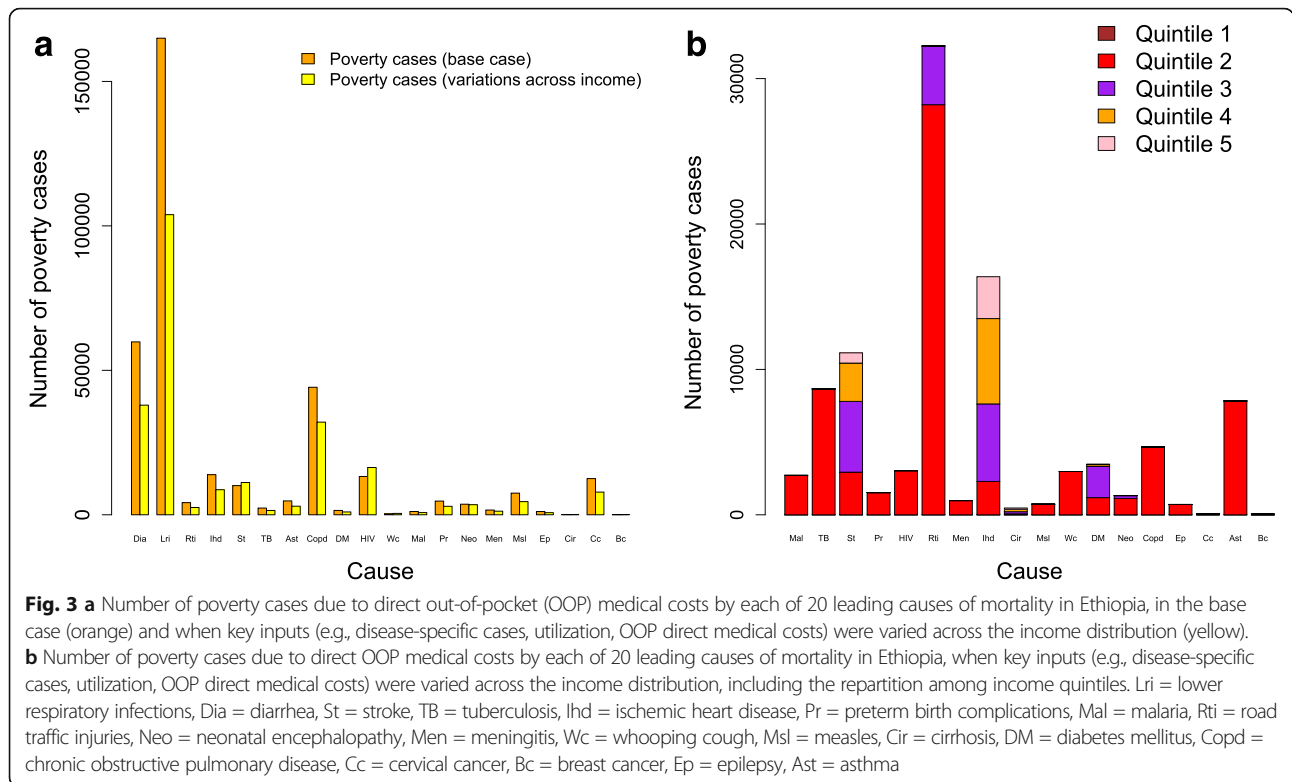 a
Poverty cases (base case)
Poverty cases (variations across income)
Number of poverty cases
150000
100000
50000
0
Dia Lri Rti Ihd St TB Ast Copd DM HIV Wc Mal Pr Neo Men Msl Ep Cir Cc Bc
Cause
b
Quintile 1
Quintile 2
Quintile 3
Quintile 4
Quintile 5
Number of poverty cases
30000
20000
10000
0
Mal TB St Pr HIV Rti Men Ihd Cir Msl Wc DM Neo Copd Ep Cc Ast Bc
Cause
Fig. 3 a Number of poverty cases due to direct out-of-pocket (OOP) medical costs by each of 20 leading causes of mortality in Ethiopia, in the base
case (orange) and when key inputs (e.g., disease-specific cases, utilization, OOP direct medical costs) were varied across the income distribution (yellow).
b Number of poverty cases due to direct OOP medical costs by each of 20 leading causes of mortality in Ethiopia, when key inputs (e.g., disease-specific
cases, utilization, OOP direct medical costs) were varied across the income distribution, including the repartition among income quintiles. Lri = lower
respiratory infections, Dia = diarrhea, St = stroke, TB = tuberculosis, Ihd = ischemic heart disease, Pr = preterm birth complications, Mal = malaria, Rti = road
traffic injuries, Neo = neonatal encephalopathy, Men = meningitis, Wc = whooping cough, Msl = measles, Cir = cirrhosis, DM = diabetes mellitus, Copd =
chronic obstructive pulmonary disease, Cc = cervical cancer, Bc = breast cancer, Ep = epilepsy, Ast = asthma